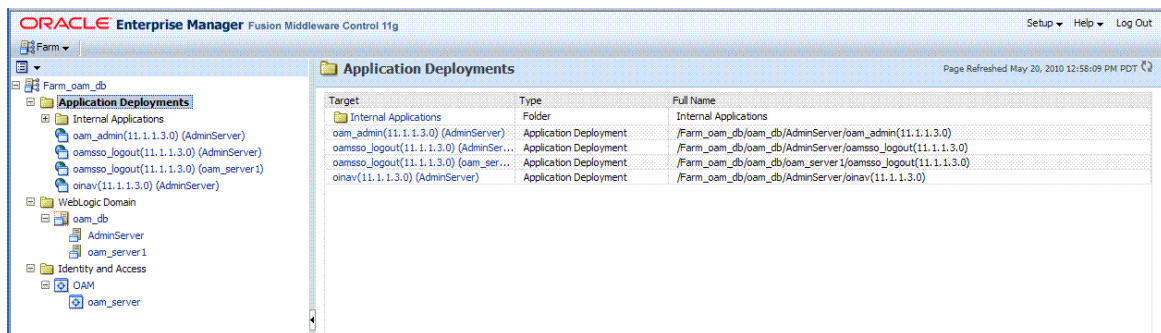 ORACLE Enterprise Manager Fusion Middleware Control 11g
Setup Help Log Out
Farm
Farm_oam_db
Application Deployments
Internal Applications
oam_admin(11.1.1.3.0) (AdminServer)
oamsso_logout(11.1.1.3.0) (AdminServer)
oamsso_logout(11.1.1.3.0) (oam_server1)
oinav(11.1.1.3.0) (AdminServer)
WebLogic Domain
oam_db
AdminServer
oam_server1
Identity and Access
OAM
oam_server
Application Deployments
Page Refreshed May 20, 2010 12:58:09 PM PDT
Target Type Full Name
Internal Applications Folder Internal Applications
oam_admin(11.1.1.3.0) (AdminServer) Application Deployment /Farm_oam_db/oam_db/AdminServer/oam_admin(11.1.1.3.0)
oamsso_logout(11.1.1.3.0) (AdminSer... Application Deployment /Farm_oam_db/oam_db/AdminServer/oamsso_logout(11.1.1.3.0)
oamsso_logout(11.1.1.3.0) (oam_ser... Application Deployment /Farm_oam_db/oam_db/oam_server1/oamsso_logout(11.1.1.3.0)
oinav(11.1.1.3.0) (AdminServer) Application Deployment /Farm_oam_db/oam_db/AdminServer/oinav(11.1.1.3.0)